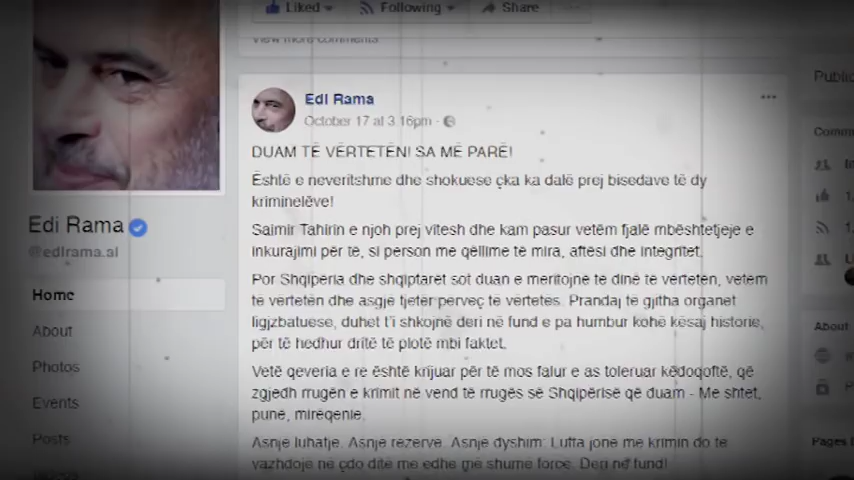 Liked
Following
Share
View more comments
Edi Rama
October 17 at 3:16pm
DUAM TË VËRTETËN! SA MË PARË!
Është e neveritshme dhe shokuese çka ka dalë prej bisedave të dy
kriminelëve!
Saimir Tahirin e njoh prej vitesh dhe kam pasur vetëm fjalë mbështetjeje e
inkurajimi për të, si person me qëllime të mira, aftësi dhe integritet.
Por Shqipëria dhe shqiptarët sot duan e meritojnë të dinë të vërtetën, vetëm
të vërtetën dhe asgjë tjetër përveç të vërtetës. Prandaj të gjitha organet
ligjzbatuese, duhet t'i shkojnë deri në fund e pa humbur kohë kësaj historie,
për të hedhur dritë të plotë mbi faktet.
Vetë qeveria e re është krijuar për të mos falur e as toleruar këdoqoftë, që
zgjedh rrugën e krimit në vend të rrugës së Shqipërisë që duam - Me shtet,
punë, mirëqenie.
Asnjë luhatje. Asnjë rezervë. Asnjë dyshim. Lufta jonë me krimin do të
vazhdojë në çdo ditë me edhe më shumë forcë. Deri në fund!
Edi Rama
@edirama.al
Home
About
Photos
Events
Posts
Public
Comm
About
Pages l